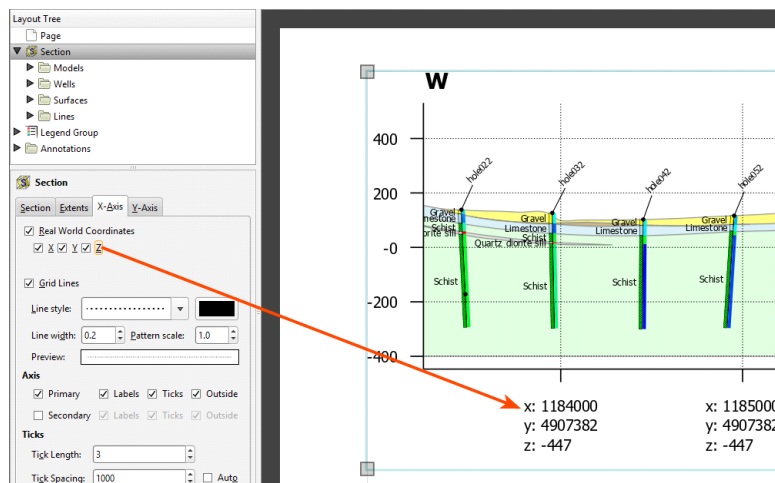 Layout Tree
Page
Section
Models
Wells
Surfaces
Lines
Legend Group
Annotations
Section
Section Extents X-Axis Y-Axis
Real World Coordinates
X Y Z
Grid Lines
Line style:
Line width: 0.2 Pattern scale: 1.0
Preview:
Axis
Primary Labels Ticks Outside
Secondary Labels Ticks Outside
Ticks
Tick Length: 3
Tick Spacing: 1000 Auto
W
400
200
-0
-200
-400
hole022
hole032
hole042
hole052
Gravel
Limestone
Schist
Quartz diorite sill
Schist
Gravel
Limestone
Schist
Schist
Gravel
Limestone
Schist
Gravel
Limestone
Schist
x: 1184000
y: 4907382
z: -447
x: 1185000
y: 4907382
z: -447